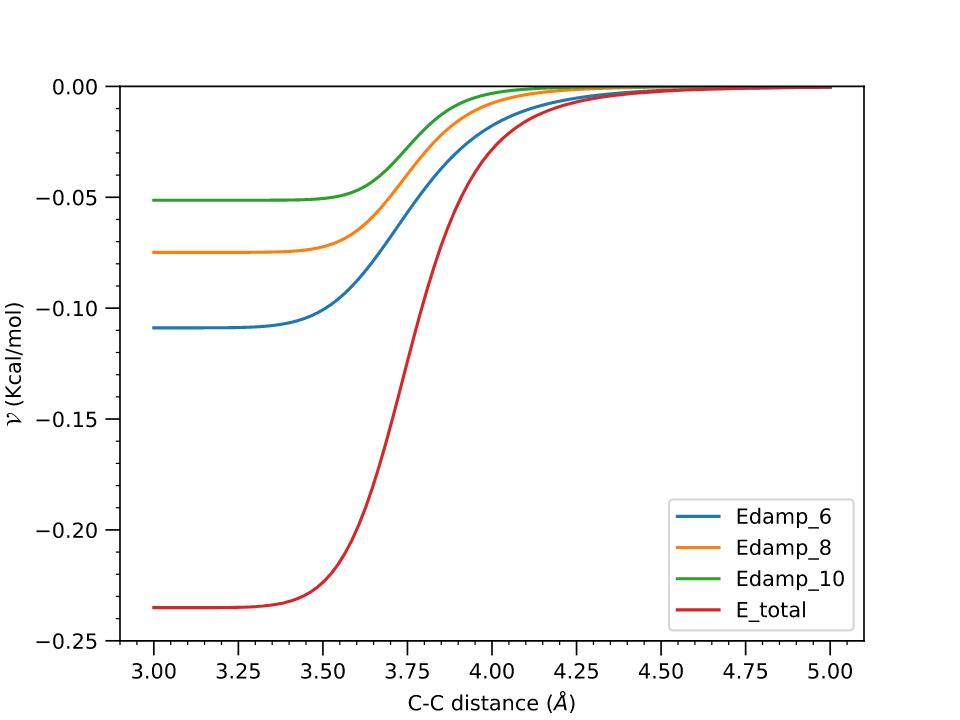 0.00
−0.05
−0.10
−0.15
−0.20
−0.25
𝒱 (Kcal/mol)
3.00 3.25 3.50 3.75 4.00 4.25 4.50 4.75 5.00
C-C distance (Å)
Edamp_6
Edamp_8
Edamp_10
E_total